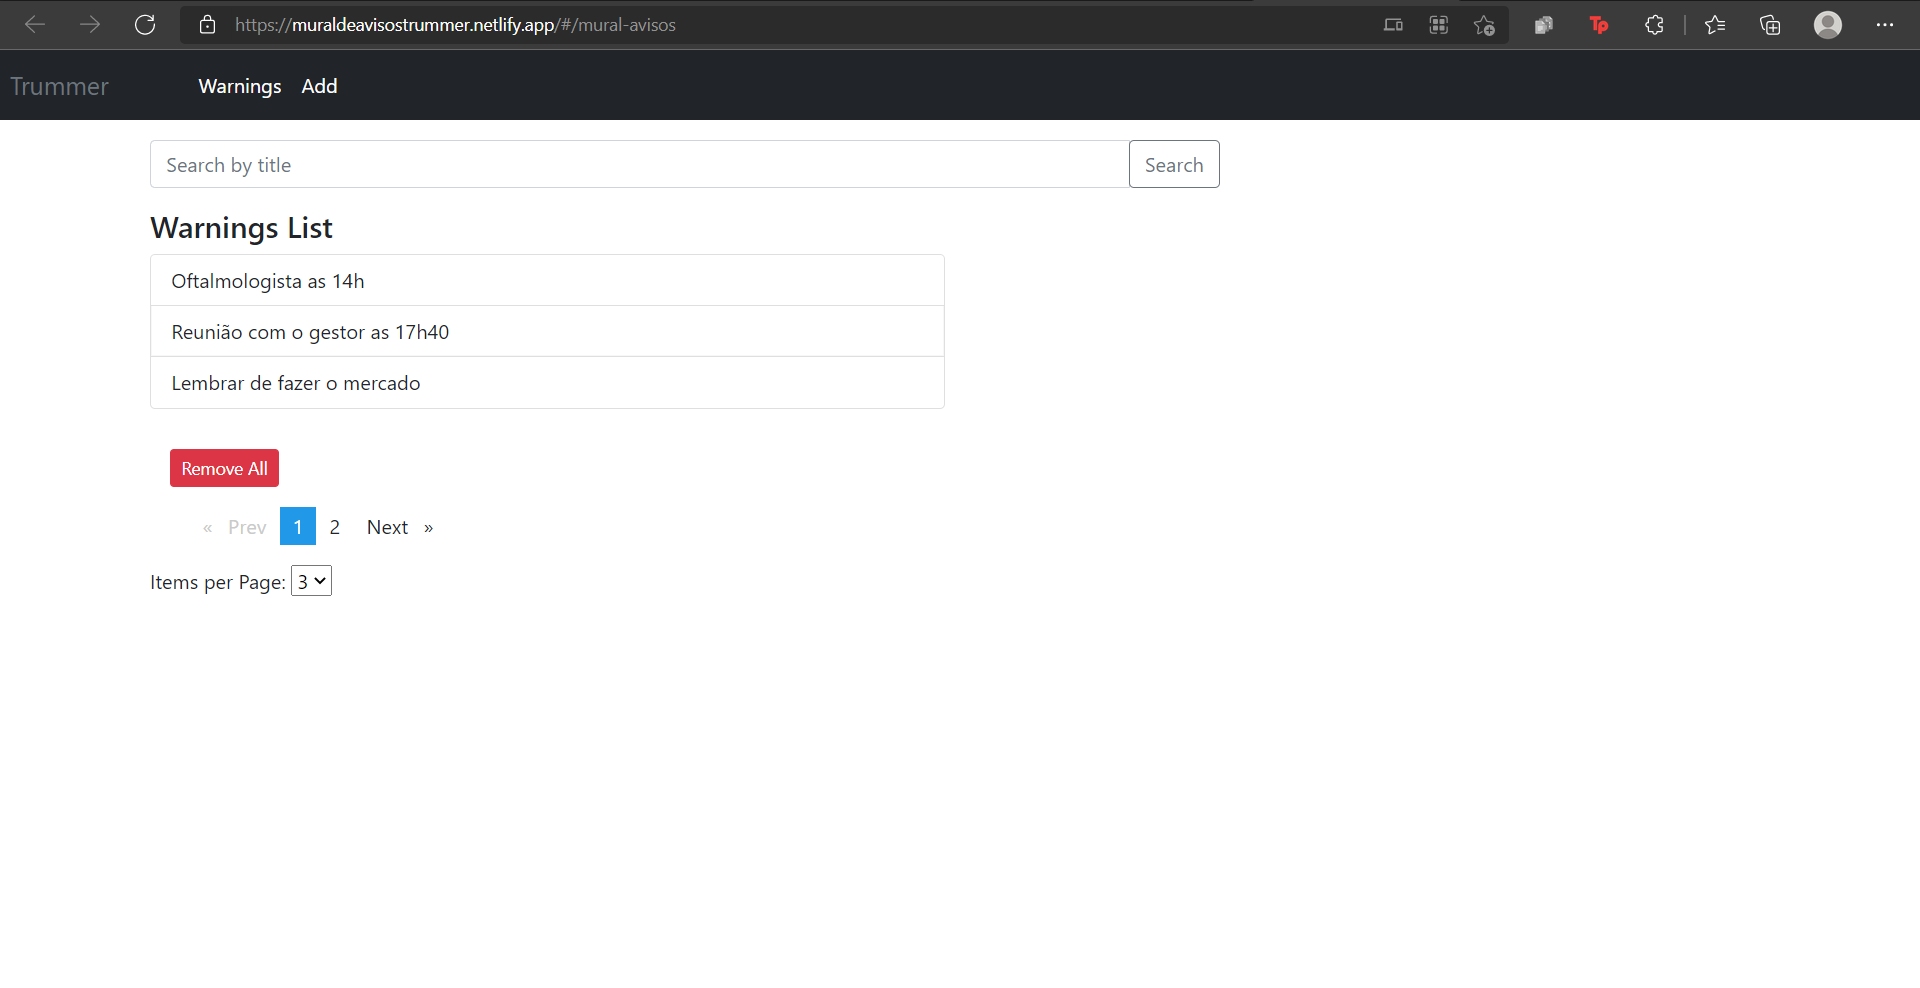 https://muraldeavisostrummer.netlify.app/#/mural-avisos
Tp
Trummer Warnings Add
Search by title Search
Warnings List
Oftalmologista as 14h
Reunião com o gestor as 17h40
Lembrar de fazer o mercado
Remove All
« Prev 1 2 Next »
Items per Page: 3